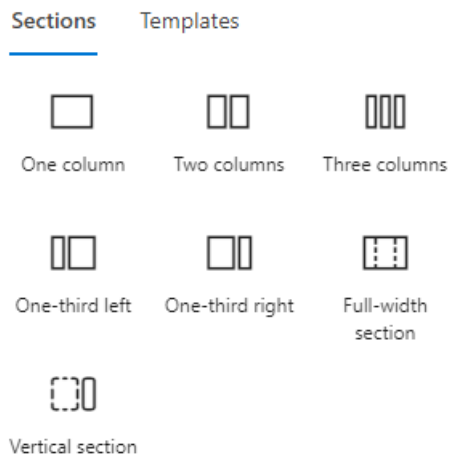 Sections
Templates
One column
Two columns
Three columns
One-third left
One-third right
Full-width
section
Vertical section